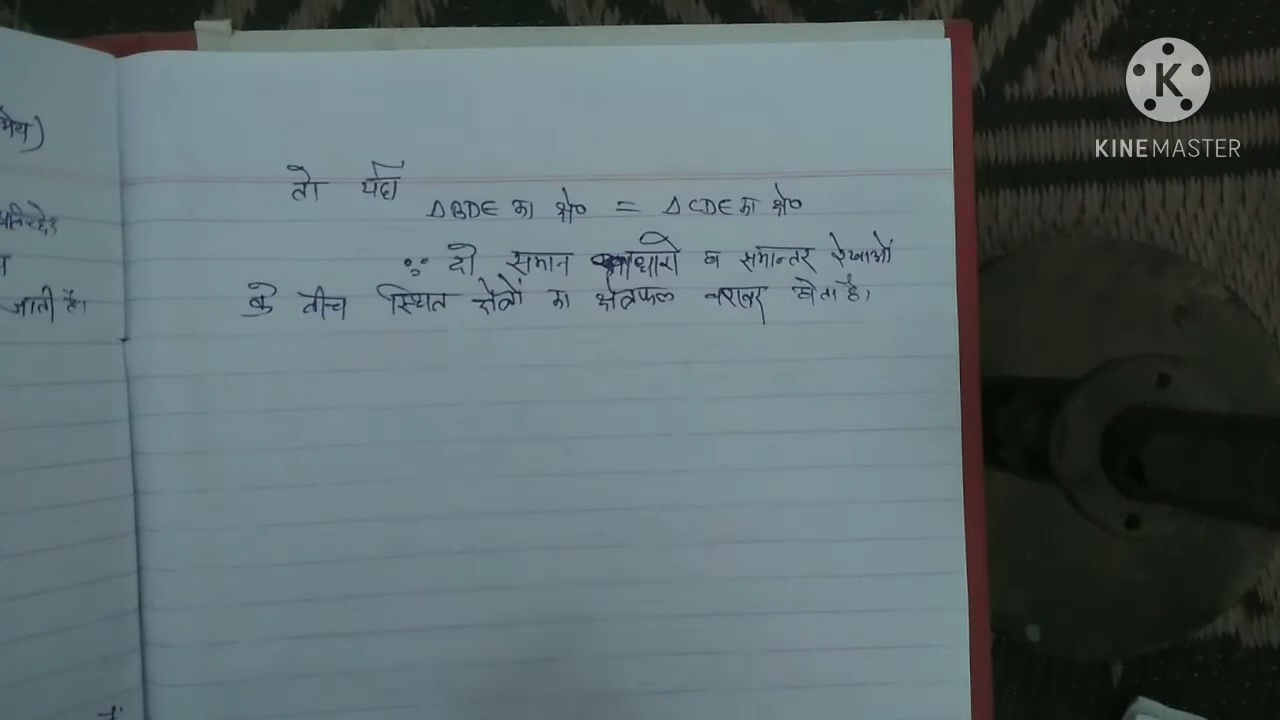 मेय)
जाती है।
तो यहाँ
ΔBDE का क्षे० = ΔCDE का क्षे०
∵ दो समान आधारो व समान्तर रेखाओं
के बीच स्थित क्षेत्रों का क्षेत्रफल बराबर होता है।
K
KINEMASTER